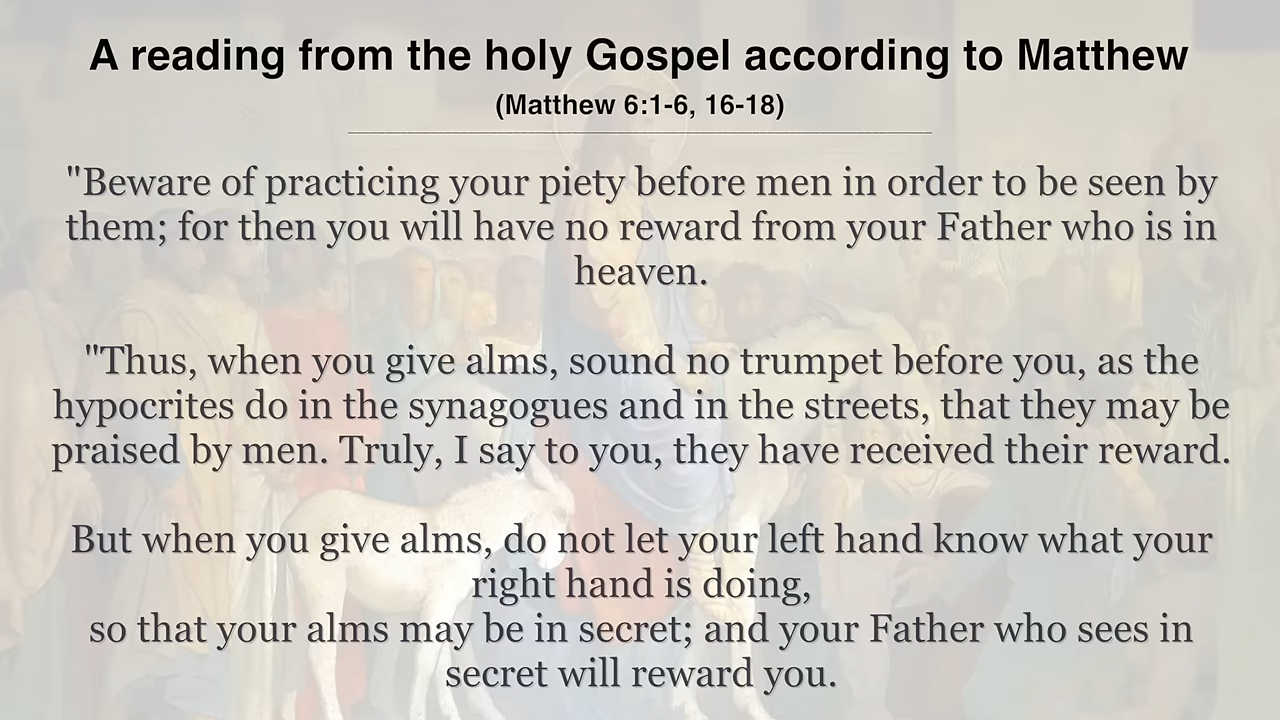 A reading from the holy Gospel according to Matthew
(Matthew 6:1-6, 16-18)
"Beware of practicing your piety before men in order to be seen by
them; for then you will have no reward from your Father who is in
heaven.
"Thus, when you give alms, sound no trumpet before you, as the
hypocrites do in the synagogues and in the streets, that they may be
praised by men. Truly, I say to you, they have received their reward.
But when you give alms, do not let your left hand know what your
right hand is doing,
so that your alms may be in secret; and your Father who sees in
secret will reward you.